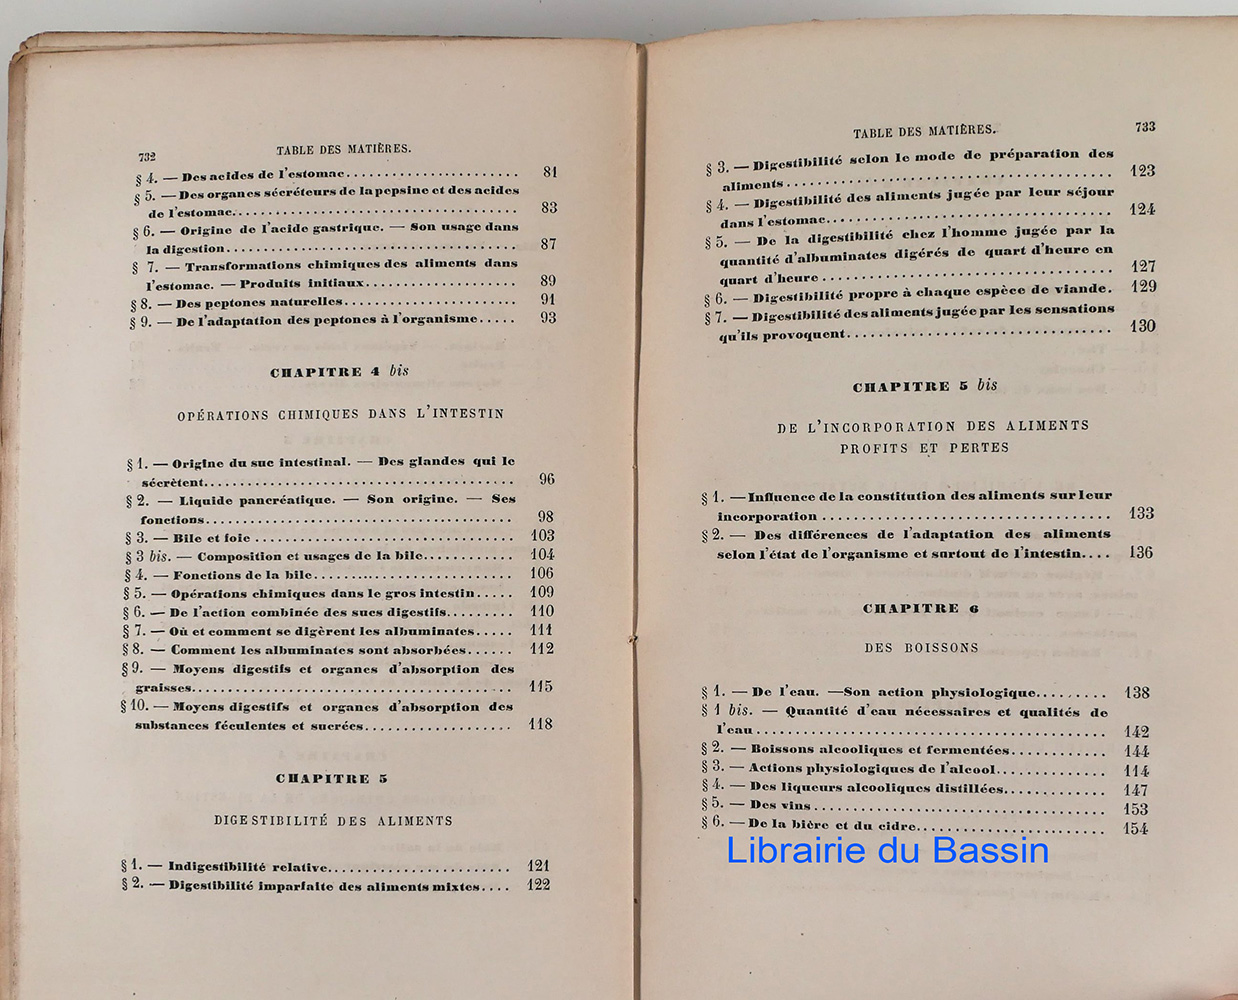 732
TABLE DES MATIÈRES.
§ 4. — Des acides de l'estomac....................... 81
§ 5. — Des organes sécréteurs de la pepsine et des acides
de l'estomac..................................... 83
§ 6. — Origine de l'acide gastrique. — Son usage dans
la digestion..................................... 87
§ 7. — Transformations chimiques des aliments dans
l'estomac. — Produits initiaux................... 89
§ 8. — Des peptones naturelles...................... 91
§ 9. — De l'adaptation des peptones à l'organisme..... 93
CHAPITRE 4 bis
OPÉRATIONS CHIMIQUES DANS L'INTESTIN
§ 1. — Origine du suc intestinal. — Des glandes qui le
sécrètent........................................ 96
§ 2. — Liquide pancréatique. — Son origine. — Ses
fonctions........................................ 98
§ 3. — Bile et foie ................................. 103
§ 3 bis. — Composition et usages de la bile............ 104
§ 4. — Fonctions de la bile.......................... 106
§ 5. — Opérations chimiques dans le gros intestin..... 109
§ 6. — De l'action combinée des sucs digestifs......... 110
§ 7. — Où et comment se digèrent les albuminates..... 111
§ 8. — Comment les albuminates sont absorbées...... 112
§ 9. — Moyens digestifs et organes d'absorption des
graisses.......................................... 115
§ 10. — Moyens digestifs et organes d'absorption des
substances féculentes et sucrées................... 118
CHAPITRE 5
DIGESTIBILITÉ DES ALIMENTS
§ 1. — Indigestibilité relative........................ 121
§ 2. — Digestibilité imparfaite des aliments mixtes.... 122
TABLE DES MATIÈRES.
733
§ 3. — Digestibilité selon le mode de préparation des
aliments.......................................... 123
§ 4. — Digestibilité des aliments jugée par leur séjour
dans l'estomac.................................... 124
§ 5. — De la digestibilité chez l'homme jugée par la
quantité d'albuminates digérés de quart d'heure en
quart d'heure .................................... 127
§ 6. — Digestibilité propre à chaque espèce de viande. 129
§ 7. — Digestibilité des aliments jugée par les sensations
qu'ils provoquent................................. 130
CHAPITRE 5 bis
DE L'INCORPORATION DES ALIMENTS
PROFITS ET PERTES
§ 1. — Influence de la constitution des aliments sur leur
incorporation .................................... 133
§ 2. — Des différences de l'adaptation des aliments
selon l'état de l'organisme et surtout de l'intestin.... 136
CHAPITRE 6
DES BOISSONS
§ 1. — De l'eau. — Son action physiologique......... 138
§ 1 bis. — Quantité d'eau nécessaires et qualités de
l'eau ............................................ 142
§ 2. — Boissons alcooliques et fermentées............ 144
§ 3. — Actions physiologiques de l'alcool.............. 114
§ 4. — Des liqueurs alcooliques distillées............. 147
§ 5. — Des vins ...................................... 153
§ 6. — De la bière et du cidre......................... 154
Librairie du Bassin